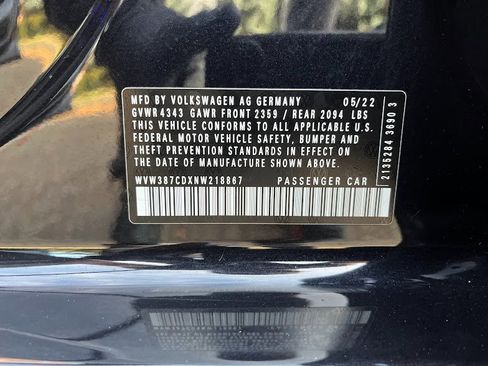 MFD BY VOLKSWAGEN AG GERMANY 05/22
GVWR 4343 GAWR FRONT 2359 / REAR 2094 LBS
THIS VEHICLE CONFORMS TO ALL APPLICABLE U.S.
FEDERAL MOTOR VEHICLE SAFETY, BUMPER AND
THEFT PREVENTION STANDARDS IN EFFECT ON THE
DATE OF MANUFACTURE SHOWN ABOVE.
WVW387CDXNW218867 PASSENGER CAR
2135284 3690 3